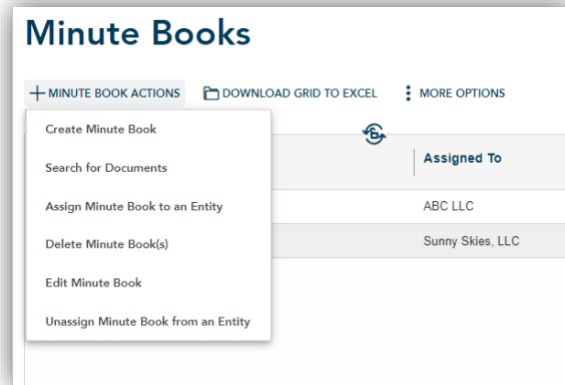 Minute Books
MINUTE BOOK ACTIONS DOWNLOAD GRID TO EXCEL MORE OPTIONS
Create Minute Book
Search for Documents
Assigned To
Assign Minute Book to an Entity
ABC LLC
Delete Minute Book(s)
Sunny Skies, LLC
Edit Minute Book
Unassign Minute Book from an Entity